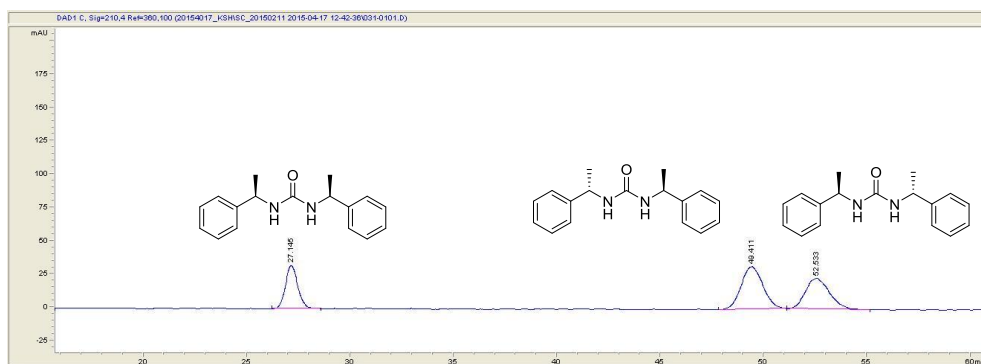 DAD1 C, Sig=210,4 Ref=360,100 (20154017_KSH\SC_20150211 2015-04-17 12-42-36\031-0101.D)
mAU
175
150
125
100
75
50
25
0
-25
O
N
H
N
H
O
N
H
N
H
O
N
H
N
H
27.145
49.411
52.533
20
25
30
35
40
45
50
55
60